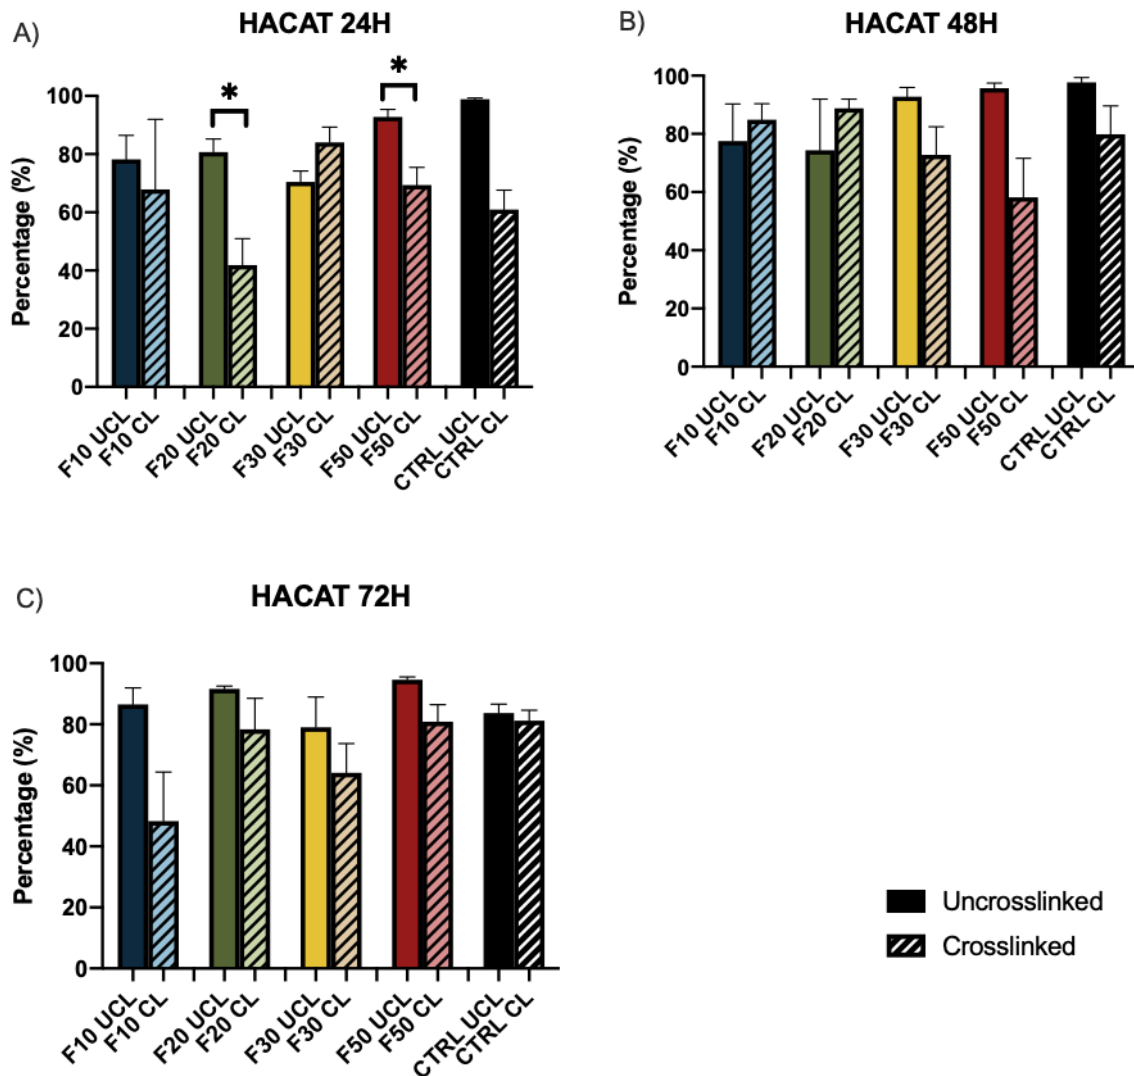 A)
HACAT 24H
Percentage (%)
100
80
60
40
20
0
*
*
F10 UCL
F10 CL
F20 UCL
F20 CL
F30 UCL
F30 CL
F50 UCL
F50 CL
CTRL UCL
CTRL CL
B)
HACAT 48H
Percentage (%)
100
80
60
40
20
0
F10 UCL
F10 CL
F20 UCL
F20 CL
F30 UCL
F30 CL
F50 UCL
F50 CL
CTRL UCL
CTRL CL
C)
HACAT 72H
Percentage (%)
100
80
60
40
20
0
F10 UCL
F10 CL
F20 UCL
F20 CL
F30 UCL
F30 CL
F50 UCL
F50 CL
CTRL UCL
CTRL CL
Uncrosslinked
Crosslinked